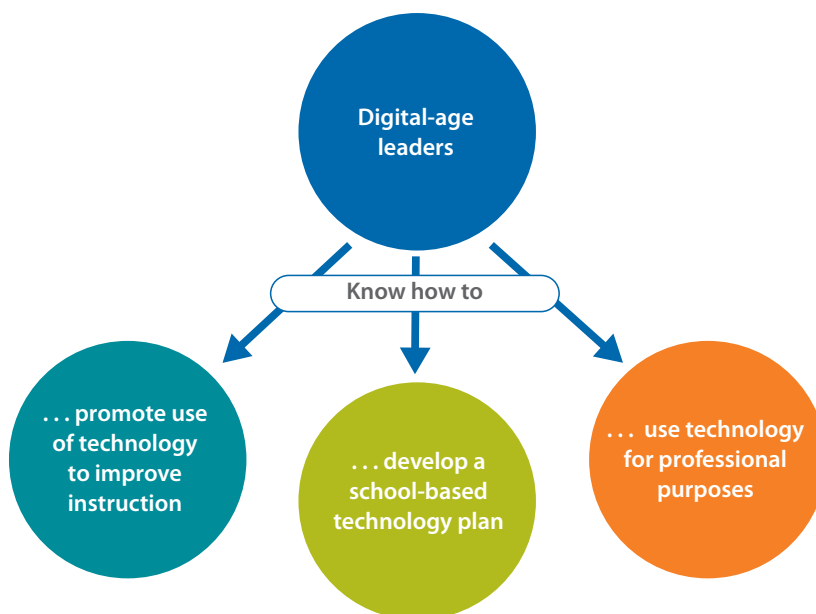 Digital-age
leaders
Know how to
. . . promote use
of technology
to improve
instruction
. . . develop a
school-based
technology plan
. . . use technology
for professional
purposes